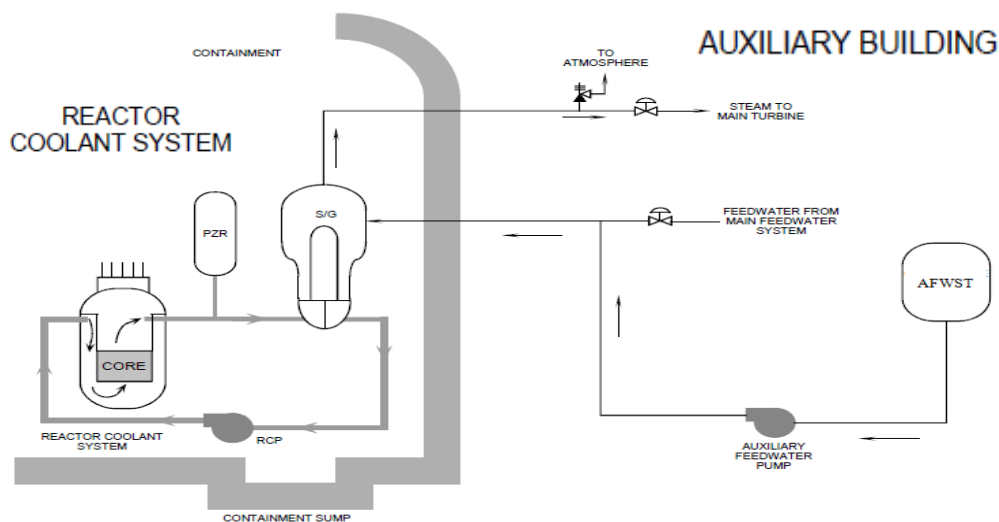 CONTAINMENT
AUXILIARY BUILDING
TO
ATMOSPHERE
REACTOR
COOLANT SYSTEM
STEAM TO
MAIN TURBINE
S/G
PZR
FEEDWATER FROM
MAIN FEEDWATER
SYSTEM
AFWST
CORE
REACTOR COOLANT
SYSTEM
RCP
AUXILIARY
FEEDWATER
PUMP
CONTAINMENT SUMP